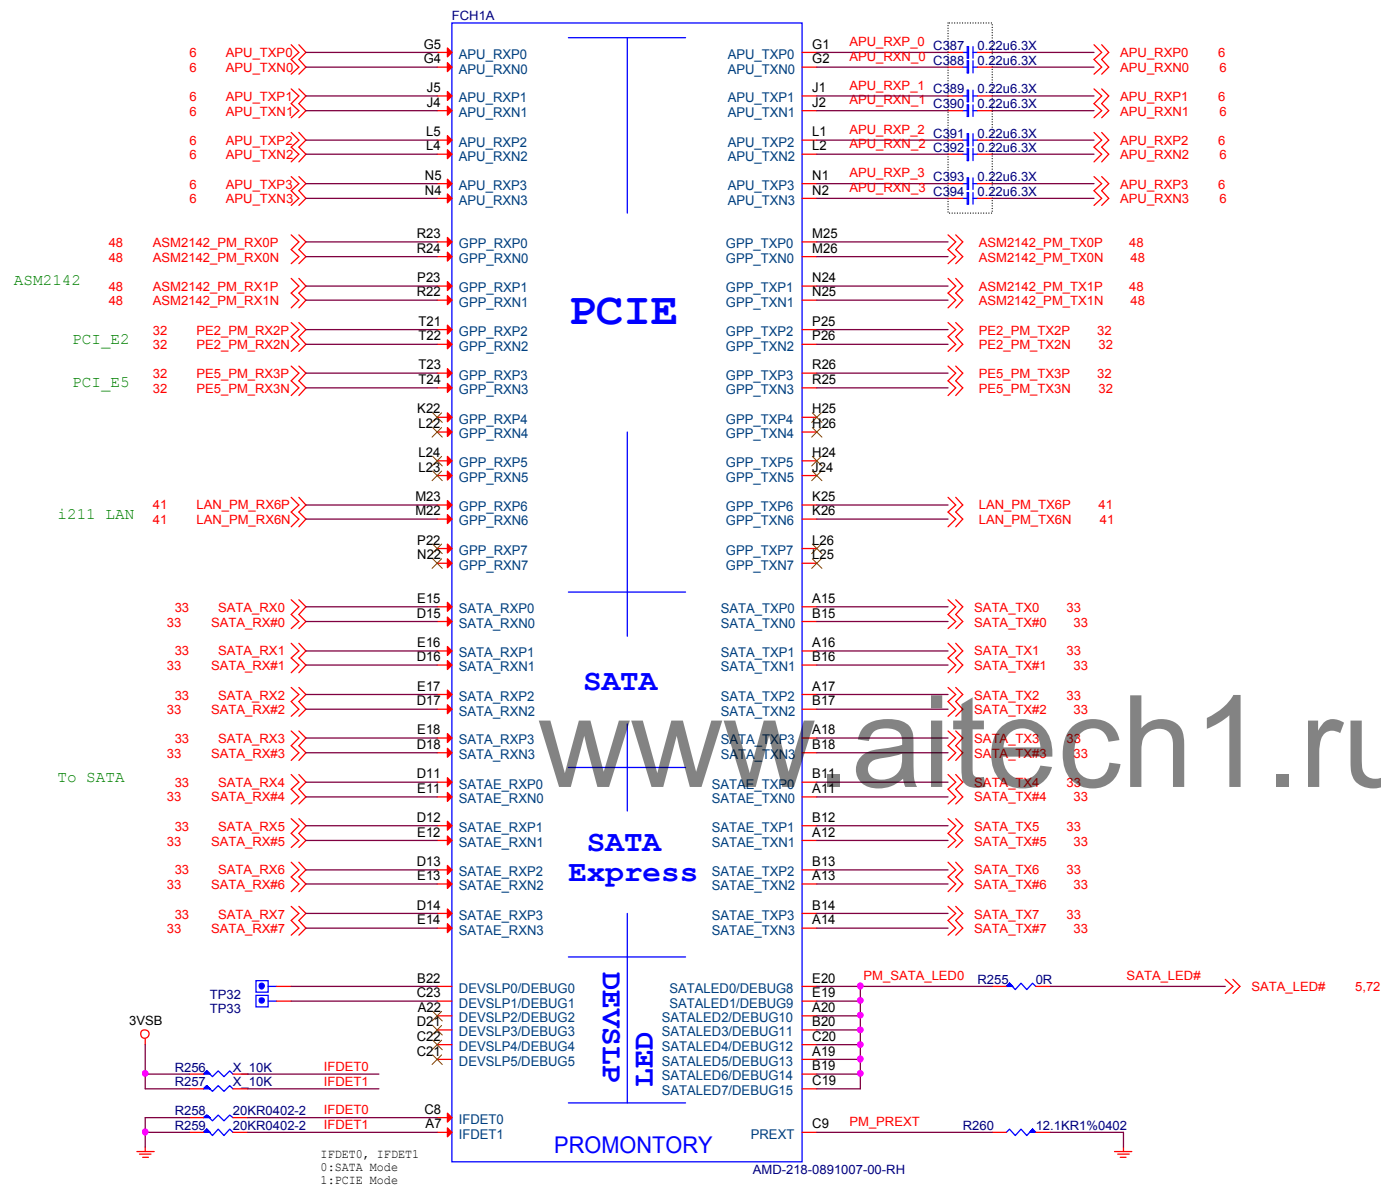 FCH1A
6 APU_TXP0 G5 APU_RXP0 APU_TXP0 G1 APU_RXP_0 C387 0.22u6.3X APU_RXP0 6
6 APU_TXN0 G4 APU_RXN0 APU_TXN0 G2 APU_RXN_0 C388 0.22u6.3X APU_RXN0 6
6 APU_TXP1 J5 APU_RXP1 APU_TXP1 J1 APU_RXP_1 C389 0.22u6.3X APU_RXP1 6
6 APU_TXN1 J4 APU_RXN1 APU_TXN1 J2 APU_RXN_1 C390 0.22u6.3X APU_RXN1 6
6 APU_TXP2 L5 APU_RXP2 APU_TXP2 L1 APU_RXP_2 C391 0.22u6.3X APU_RXP2 6
6 APU_TXN2 L4 APU_RXN2 APU_TXN2 L2 APU_RXN_2 C392 0.22u6.3X APU_RXN2 6
6 APU_TXP3 N5 APU_RXP3 APU_TXP3 N1 APU_RXP_3 C393 0.22u6.3X APU_RXP3 6
6 APU_TXN3 N4 APU_RXN3 APU_TXN3 N2 APU_RXN_3 C394 0.22u6.3X APU_RXN3 6
48 ASM2142_PM_RX0P R23 GPP_RXP0 GPP_TXP0 M25 ASM2142_PM_TX0P 48
48 ASM2142_PM_RX0N R24 GPP_RXN0 GPP_TXN0 M26 ASM2142_PM_TX0N 48
ASM2142
48 ASM2142_PM_RX1P P23 GPP_RXP1 GPP_TXP1 N24 ASM2142_PM_TX1P 48
48 ASM2142_PM_RX1N R22 GPP_RXN1 GPP_TXN1 N25 ASM2142_PM_TX1N 48
PCIE
32 PE2_PM_RX2P T21 GPP_RXP2 GPP_TXP2 P25 PE2_PM_TX2P 32
PCI_E2
32 PE2_PM_RX2N T22 GPP_RXN2 GPP_TXN2 P26 PE2_PM_TX2N 32
32 PE5_PM_RX3P T23 GPP_RXP3 GPP_TXP3 R26 PE5_PM_TX3P 32
PCI_E5
32 PE5_PM_RX3N T24 GPP_RXN3 GPP_TXN3 R25 PE5_PM_TX3N 32
K22 GPP_RXP4 GPP_TXP4 H25
L22 GPP_RXN4 GPP_TXN4 H26
L24 GPP_RXP5 GPP_TXP5 H24
L23 GPP_RXN5 GPP_TXN5 J24
41 LAN_PM_RX6P M23 GPP_RXP6 GPP_TXP6 K25 LAN_PM_TX6P 41
i211 LAN
41 LAN_PM_RX6N M22 GPP_RXN6 GPP_TXN6 K26 LAN_PM_TX6N 41
P22 GPP_RXP7 GPP_TXP7 L26
N22 GPP_RXN7 GPP_TXN7 L25
33 SATA_RX0 E15 SATA_RXP0 SATA_TXP0 A15 SATA_TX0 33
33 SATA_RX#0 D15 SATA_RXN0 SATA_TXN0 B15 SATA_TX#0 33
33 SATA_RX1 E16 SATA_RXP1 SATA_TXP1 A16 SATA_TX1 33
33 SATA_RX#1 D16 SATA_RXN1 SATA_TXN1 B16 SATA_TX#1 33
SATA
33 SATA_RX2 E17 SATA_RXP2 SATA_TXP2 A17 SATA_TX2 33
33 SATA_RX#2 D17 SATA_RXN2 SATA_TXN2 B17 SATA_TX#2 33
33 SATA_RX3 E18 SATA_RXP3 SATA_TXP3 A18 SATA_TX3 33
33 SATA_RX#3 D18 SATA_RXN3 SATA_TXN3 B18 SATA_TX#3 33
www.aitech1.ru
To SATA
33 SATA_RX4 D11 SATAE_RXP0 SATAE_TXP0 B11 SATA_TX4 33
33 SATA_RX#4 E11 SATAE_RXN0 SATAE_TXN0 A11 SATA_TX#4 33
33 SATA_RX5 D12 SATAE_RXP1 SATAE_TXP1 B12 SATA_TX5 33
33 SATA_RX#5 E12 SATAE_RXN1 SATAE_TXN1 A12 SATA_TX#5 33
SATA
Express
33 SATA_RX6 D13 SATAE_RXP2 SATAE_TXP2 B13 SATA_TX6 33
33 SATA_RX#6 E13 SATAE_RXN2 SATAE_TXN2 A13 SATA_TX#6 33
33 SATA_RX7 D14 SATAE_RXP3 SATAE_TXP3 B14 SATA_TX7 33
33 SATA_RX#7 E14 SATAE_RXN3 SATAE_TXN3 A14 SATA_TX#7 33
TP32 B22 DEVSLP0/DEBUG0 SATALED0/DEBUG8 E20 PM_SATA_LED0 R255 0R SATA_LED# SATA_LED# 5,72
TP33 C23 DEVSLP1/DEBUG1 SATALED1/DEBUG9 E19
A22 DEVSLP2/DEBUG2 SATALED2/DEBUG10 A20
D21 DEVSLP3/DEBUG3 SATALED3/DEBUG11 B20
C22 DEVSLP4/DEBUG4 SATALED4/DEBUG12 C20
C21 DEVSLP5/DEBUG5 SATALED5/DEBUG13 A19
SATALED6/DEBUG14 B19
SATALED7/DEBUG15 C19
DEVSLP
LED
3VSB
R256 X_10K IFDET0
R257 X_10K IFDET1
R258 20KR0402-2 IFDET0 C8 IFDET0
R259 20KR0402-2 IFDET1 A7 IFDET1
PREXT C9 PM_PREXT R260 12.1KR1%0402
PROMONTORY
AMD-218-0891007-00-RH
IFDET0, IFDET1
0:SATA Mode
1:PCIE Mode